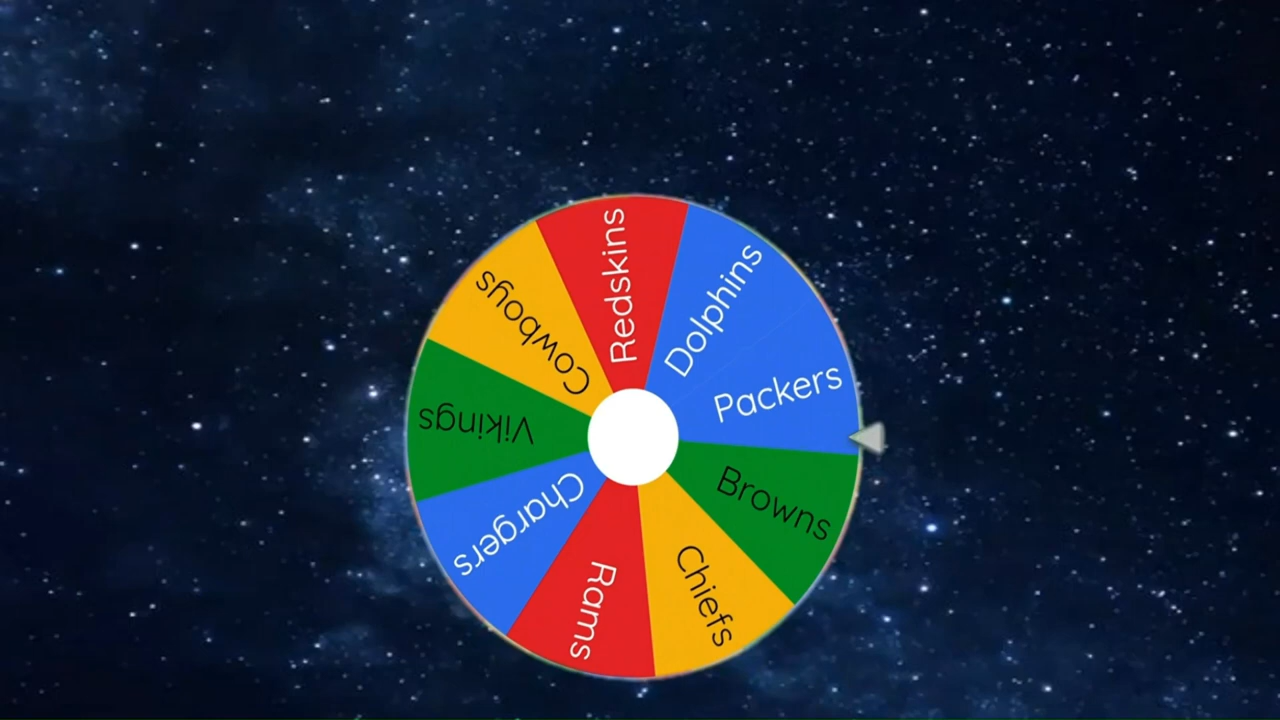 Redskins
Dolphins
Packers
Browns
Chiefs
Rams
Chargers
Vikings
Cowboys